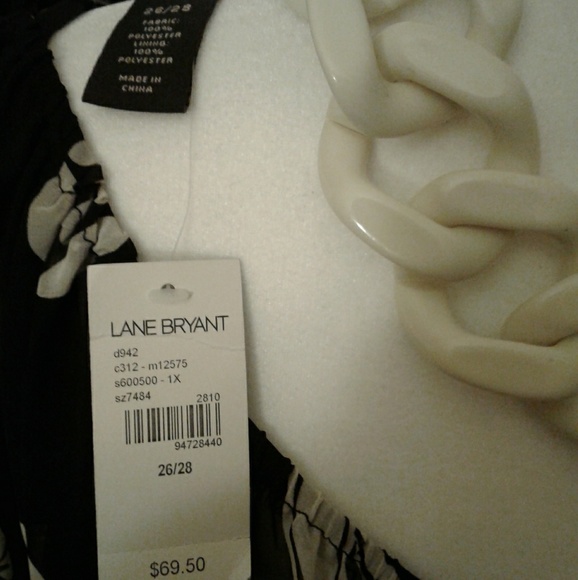 26/28
FABRIC:
100%
POLYESTER
LINING:
100%
POLYESTER
MADE IN
CHINA
LANE BRYANT
d942
c312 - m12575
s600500 - 1X
sz7484 2810
94728440
26/28
$69.50